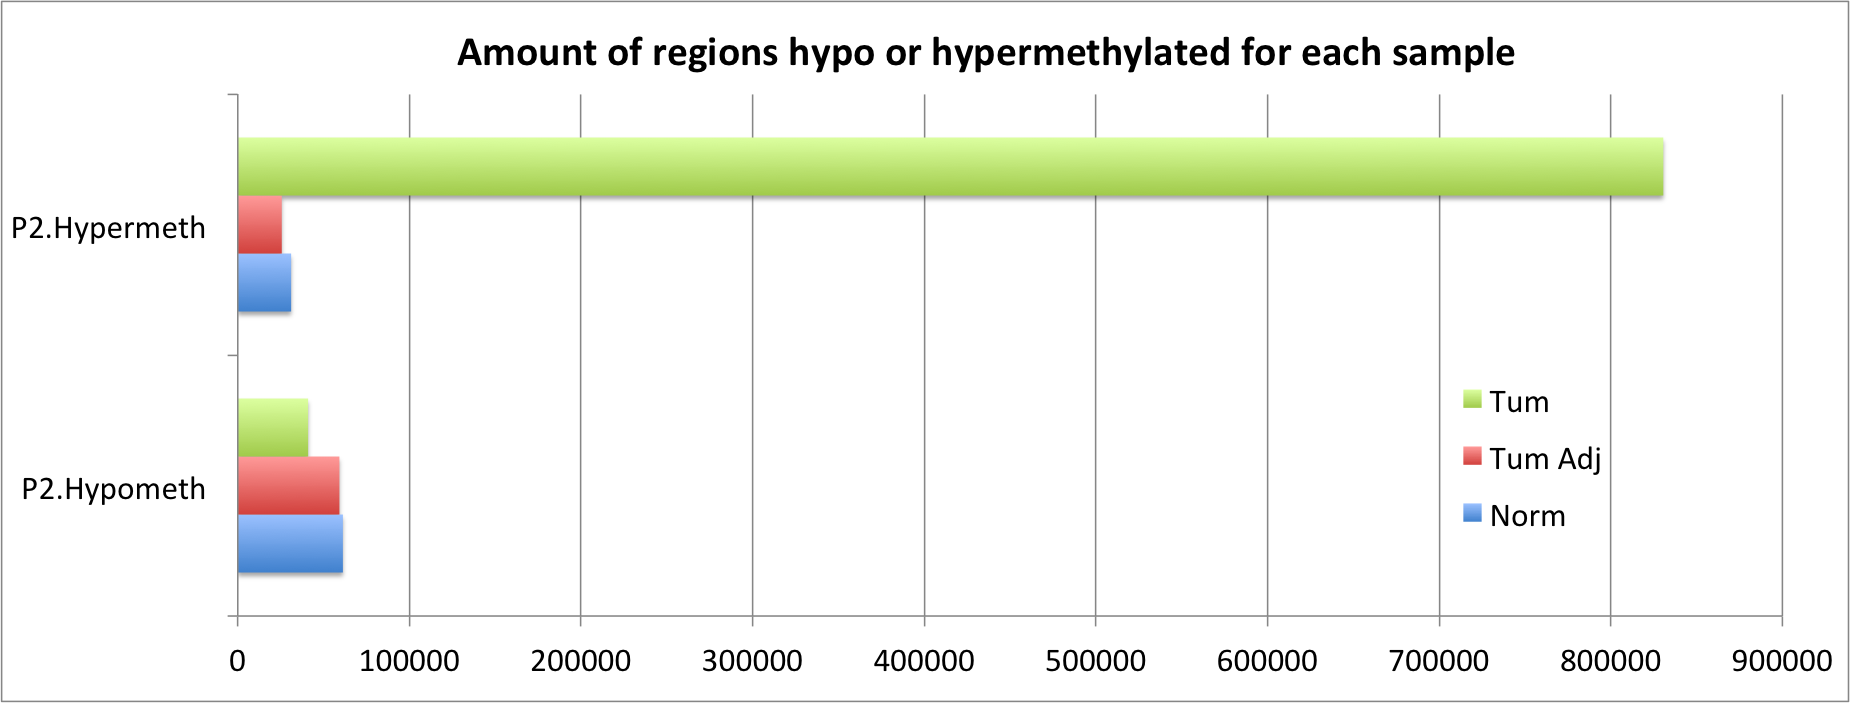 Amount of regions hypo or hypermethylated for each sample
P2.Hypermeth
P2.Hypometh
Tum
Tum Adj
Norm
0 100000 200000 300000 400000 500000 600000 700000 800000 900000